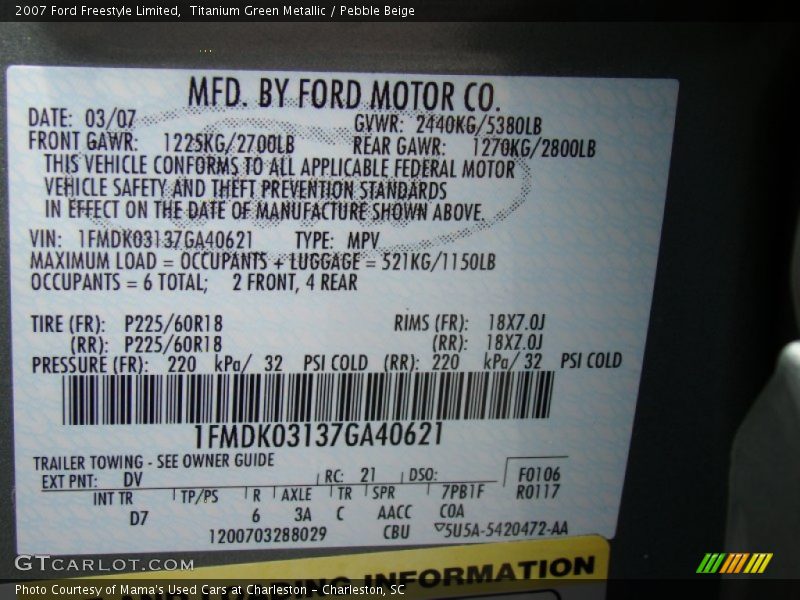 2007 Ford Freestyle Limited, Titanium Green Metallic / Pebble Beige
MFD. BY FORD MOTOR CO.
DATE: 03/07 GVWR: 2440KG/5380LB
FRONT GAWR: 1225KG/2700LB REAR GAWR: 1270KG/2800LB
THIS VEHICLE CONFORMS TO ALL APPLICABLE FEDERAL MOTOR
VEHICLE SAFETY AND THEFT PREVENTION STANDARDS
IN EFFECT ON THE DATE OF MANUFACTURE SHOWN ABOVE.
VIN: 1FMDK03137GA40621 TYPE: MPV
MAXIMUM LOAD = OCCUPANTS + LUGGAGE = 521KG/1150LB
OCCUPANTS = 6 TOTAL; 2 FRONT, 4 REAR
TIRE (FR): P225/60R18 RIMS (FR): 18X7.0J
(RR): P225/60R18 (RR): 18X7.0J
PRESSURE (FR): 220 kPa/ 32 PSI COLD (RR): 220 kPa/ 32 PSI COLD
1FMDK03137GA40621
TRAILER TOWING - SEE OWNER GUIDE
EXT PNT: DV RC: 21 DSO: F0106
INT TR TP/PS R AXLE TR SPR 7PB1F R0117
D7 6 3A C AACC COA
1200703288029 CBU 5U5A-5420472-AA
AND LOADING INFORMATION
GTCARLOT.COM
Photo Courtesy of Mama's Used Cars at Charleston - Charleston, SC